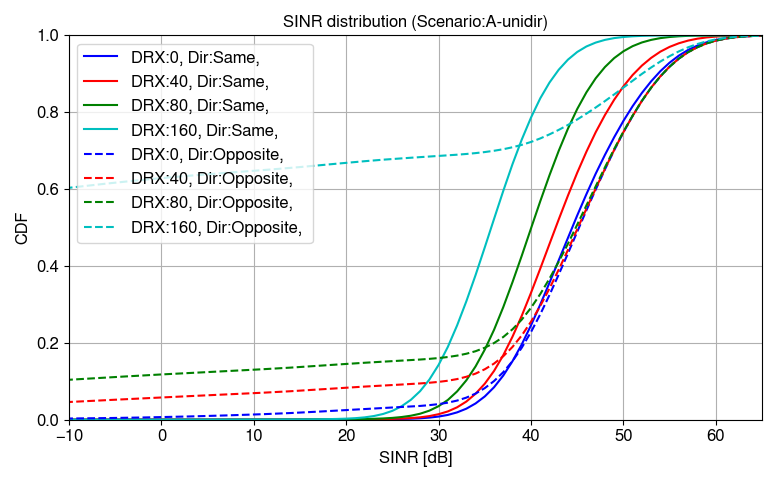 SINR distribution (Scenario:A-unidir)
1.0
0.8
0.6
0.4
0.2
0.0
CDF
DRX:0, Dir:Same,
DRX:40, Dir:Same,
DRX:80, Dir:Same,
DRX:160, Dir:Same,
DRX:0, Dir:Opposite,
DRX:40, Dir:Opposite,
DRX:80, Dir:Opposite,
DRX:160, Dir:Opposite,
−10 0 10 20 30 40 50 60
SINR [dB]